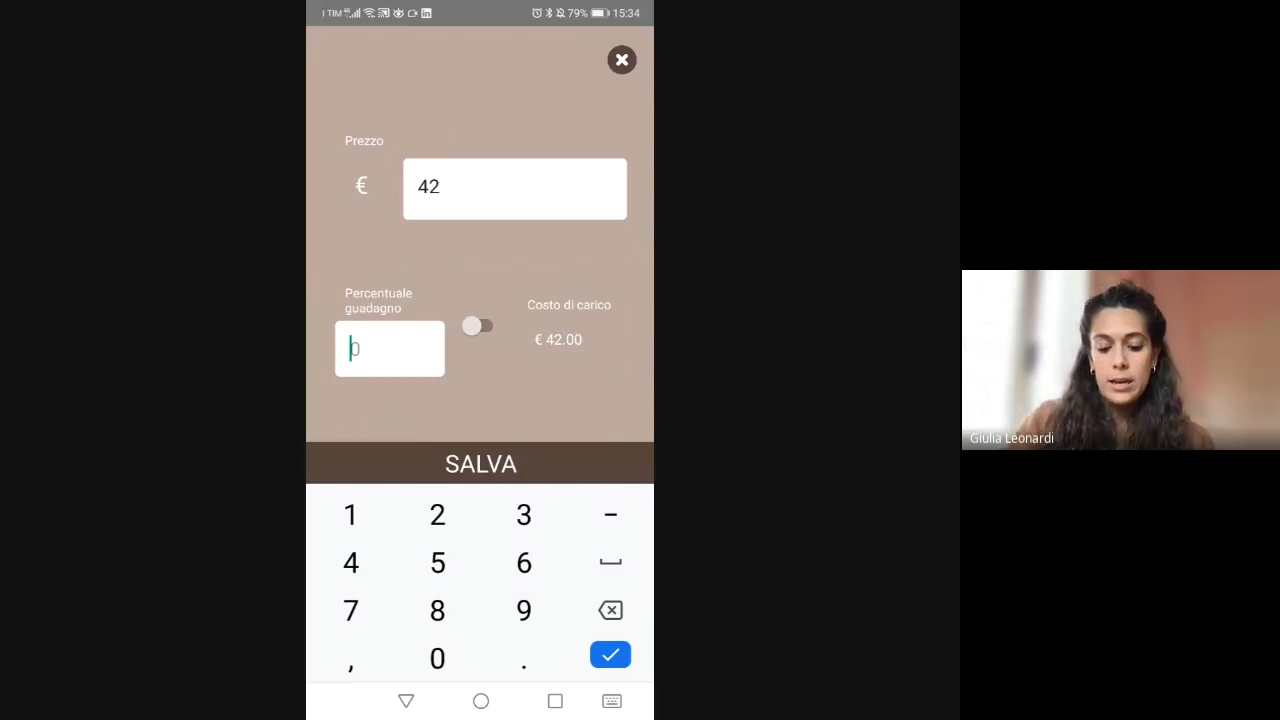 TIM 79% 15:34
Prezzo
€ 42
Percentuale
guadagno
Costo di carico
0
€ 42.00
SALVA
1 2 3 -
4 5 6
7 8 9
, 0 .
Giulia Leonardi